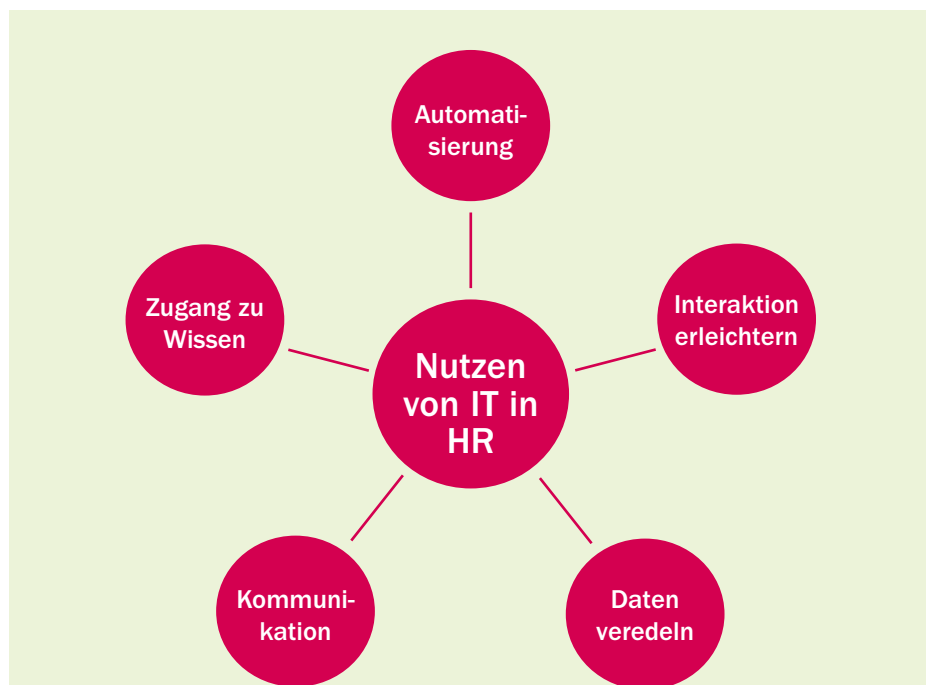 Automati-
sierung
Interaktion
erleichtern
Zugang zu
Wissen
Nutzen
von IT in
HR
Kommuni-
kation
Daten
veredeln